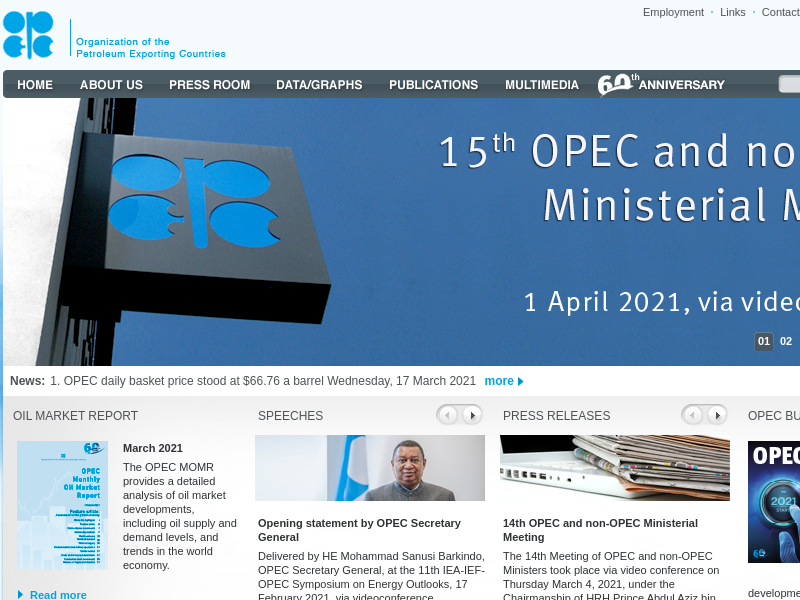 Employment · Links · Contact
Organization of the
Petroleum Exporting Countries
HOME ABOUT US PRESS ROOM DATA/GRAPHS PUBLICATIONS MULTIMEDIA 60th ANNIVERSARY
15th OPEC and no
Ministerial M
1 April 2021, via video
01 02
News: 1. OPEC daily basket price stood at $66.76 a barrel Wednesday, 17 March 2021 more
OIL MARKET REPORT
OPEC
Monthly
Oil Market
Report
March 2021
The OPEC MOMR
provides a detailed
analysis of oil market
developments,
including oil supply and
demand levels, and
trends in the world
economy.
Read more
SPEECHES
Opening statement by OPEC Secretary
General
Delivered by HE Mohammad Sanusi Barkindo,
OPEC Secretary General, at the 11th IEA-IEF-
OPEC Symposium on Energy Outlooks, 17
February 2021, via videoconference.
PRESS RELEASES
14th OPEC and non-OPEC Ministerial
Meeting
The 14th Meeting of OPEC and non-OPEC
Ministers took place via video conference on
Thursday March 4, 2021, under the
Chairmanship of HRH Prince Abdul Aziz bin
OPEC BU
OPEC
2021
developme